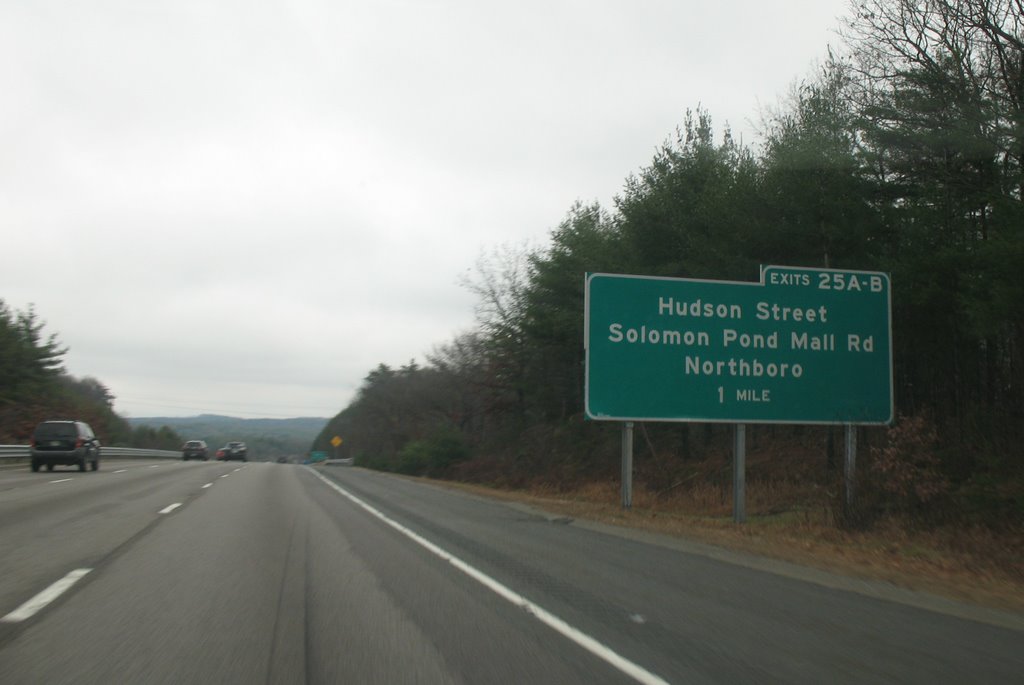 EXITS 25A-B
Hudson Street
Solomon Pond Mall Rd
Northboro
1 MILE